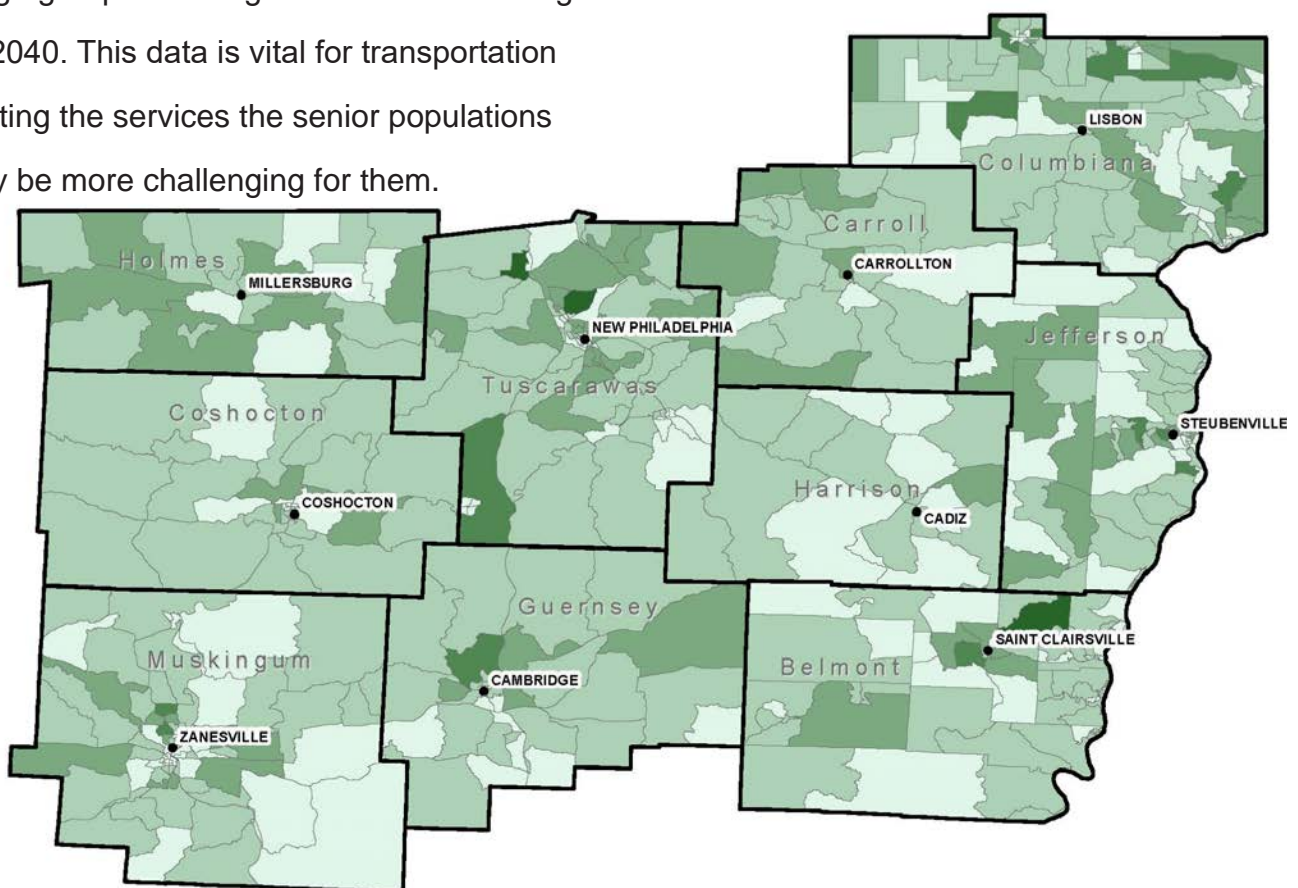 2040. This data is vital for transportation
ting the services the senior populations
be more challenging for them.
LISBON
Columbiana
Carroll
CARROLLTON
Holmes
MILLERSBURG
NEW PHILADELPHIA
Jefferson
Tuscarawas
Coshocton
STEUBENVILLE
COSHOCTON
Harrison
CADIZ
Guernsey
SAINT CLAIRSVILLE
Muskingum
Belmont
CAMBRIDGE
ZANESVILLE